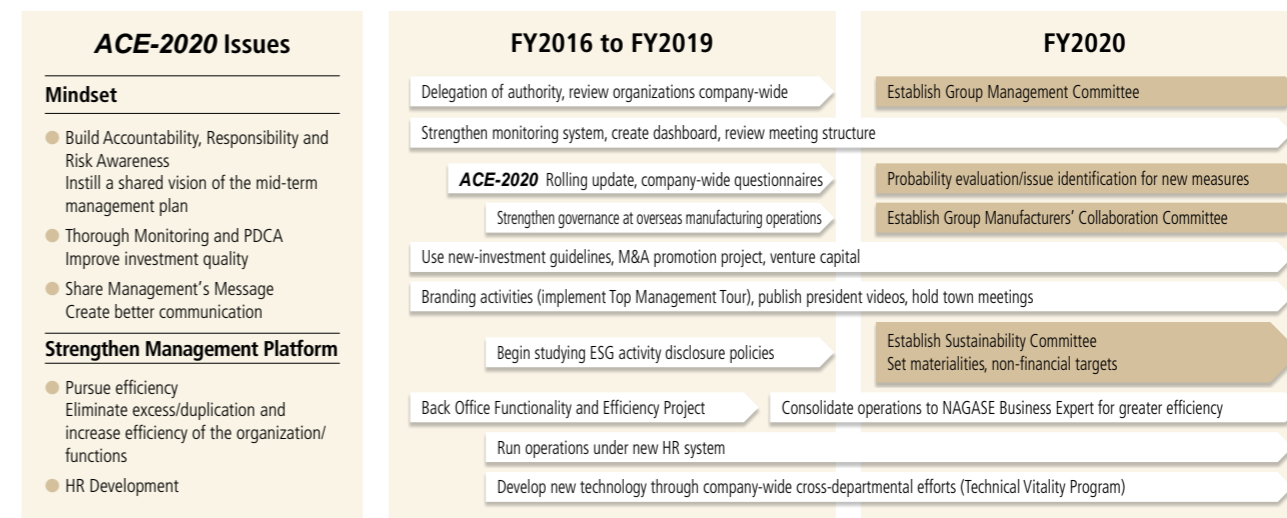 ACE-2020 Issues
Mindset
Build Accountability, Responsibility and
Risk Awareness
Instill a shared vision of the mid-term
management plan
Thorough Monitoring and PDCA
Improve investment quality
Share Management's Message
Create better communication
Strengthen Management Platform
Pursue efficiency
Eliminate excess/duplication and
increase efficiency of the organization/
functions
HR Development
FY2016 to FY2019
FY2020
Delegation of authority, review organizations company-wide
Establish Group Management Committee
Strengthen monitoring system, create dashboard, review meeting structure
ACE-2020 Rolling update, company-wide questionnaires
Probability evaluation/issue identification for new measures
Strengthen governance at overseas manufacturing operations
Establish Group Manufacturers' Collaboration Committee
Use new-investment guidelines, M&A promotion project, venture capital
Branding activities (implement Top Management Tour), publish president videos, hold town meetings
Begin studying ESG activity disclosure policies
Establish Sustainability Committee
Set materialities, non-financial targets
Back Office Functionality and Efficiency Project
Consolidate operations to NAGASE Business Expert for greater efficiency
Run operations under new HR system
Develop new technology through company-wide cross-departmental efforts (Technical Vitality Program)